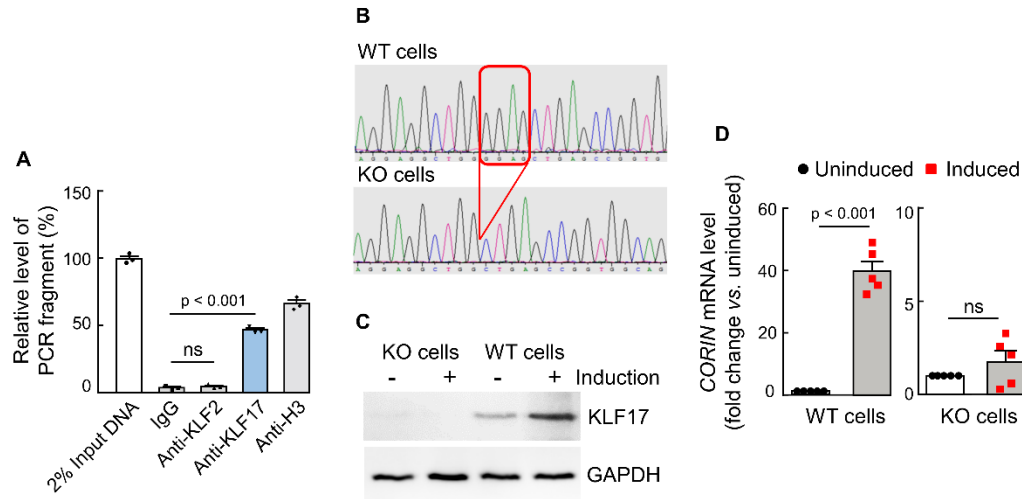 A
Relative level of
PCR fragment (%)
150
100
50
0
p < 0.001
ns
2% Input DNA
IgG
Anti-KLF2
Anti-KLF17
Anti-H3
B
WT cells
A G G A G G C T G G G G A G C T G A G C C G G T G
KO cells
A G G A G G C T G G C T G A G C C G G T G G C A G
C
KO cells WT cells
- + - + Induction
KLF17
GAPDH
D
Uninduced Induced
CORIN mRNA level
(fold change vs. uninduced)
60
40
20
0
p < 0.001
WT cells
10
5
0
ns
KO cells